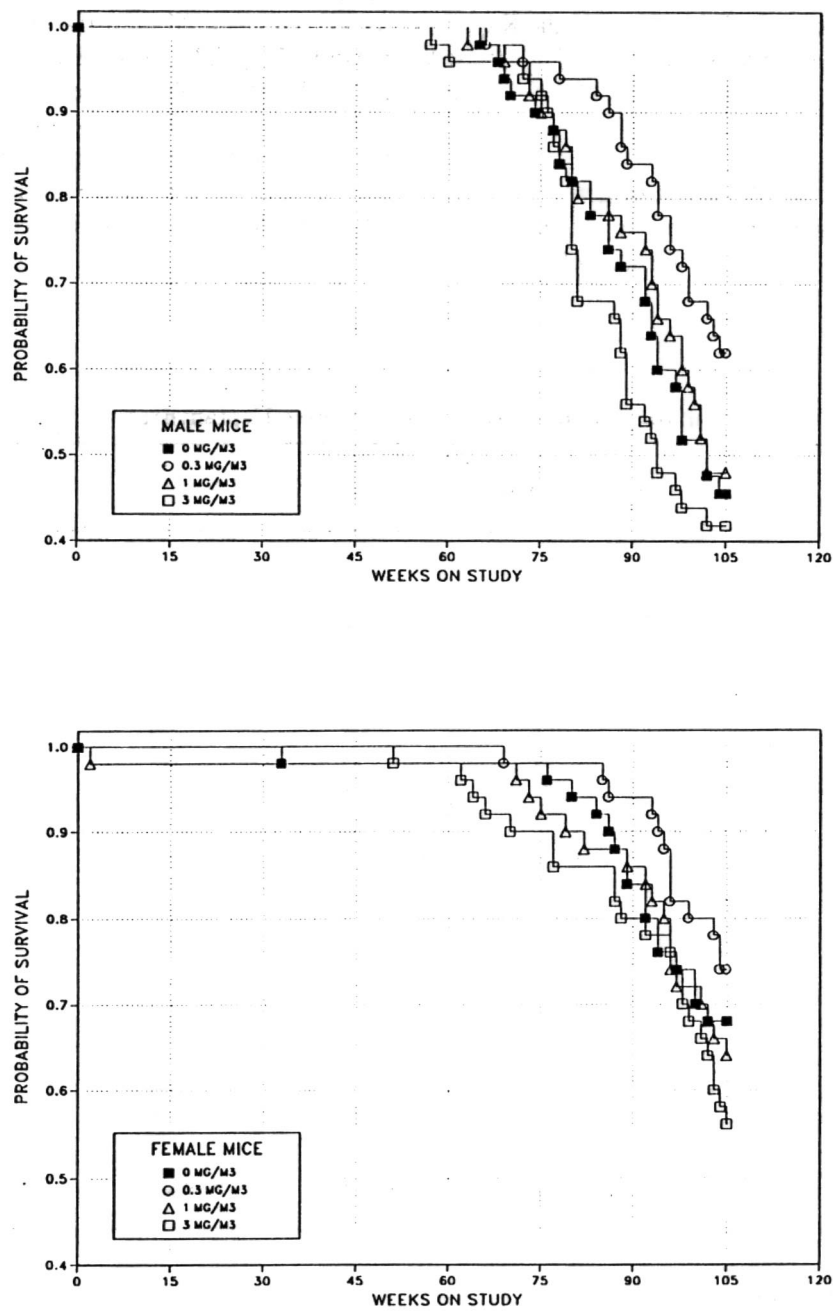 1.0
0.9
0.8
0.7
0.6
0.5
0.4
PROBABILITY OF SURVIVAL
MALE MICE
0 MG/M3
0.3 MG/M3
1 MG/M3
3 MG/M3
0 15 30 45 60 75 90 105 120
WEEKS ON STUDY
1.0
0.9
0.8
0.7
0.6
0.5
0.4
PROBABILITY OF SURVIVAL
FEMALE MICE
0 MG/M3
0.3 MG/M3
1 MG/M3
3 MG/M3
0 15 30 45 60 75 90 105 120
WEEKS ON STUDY